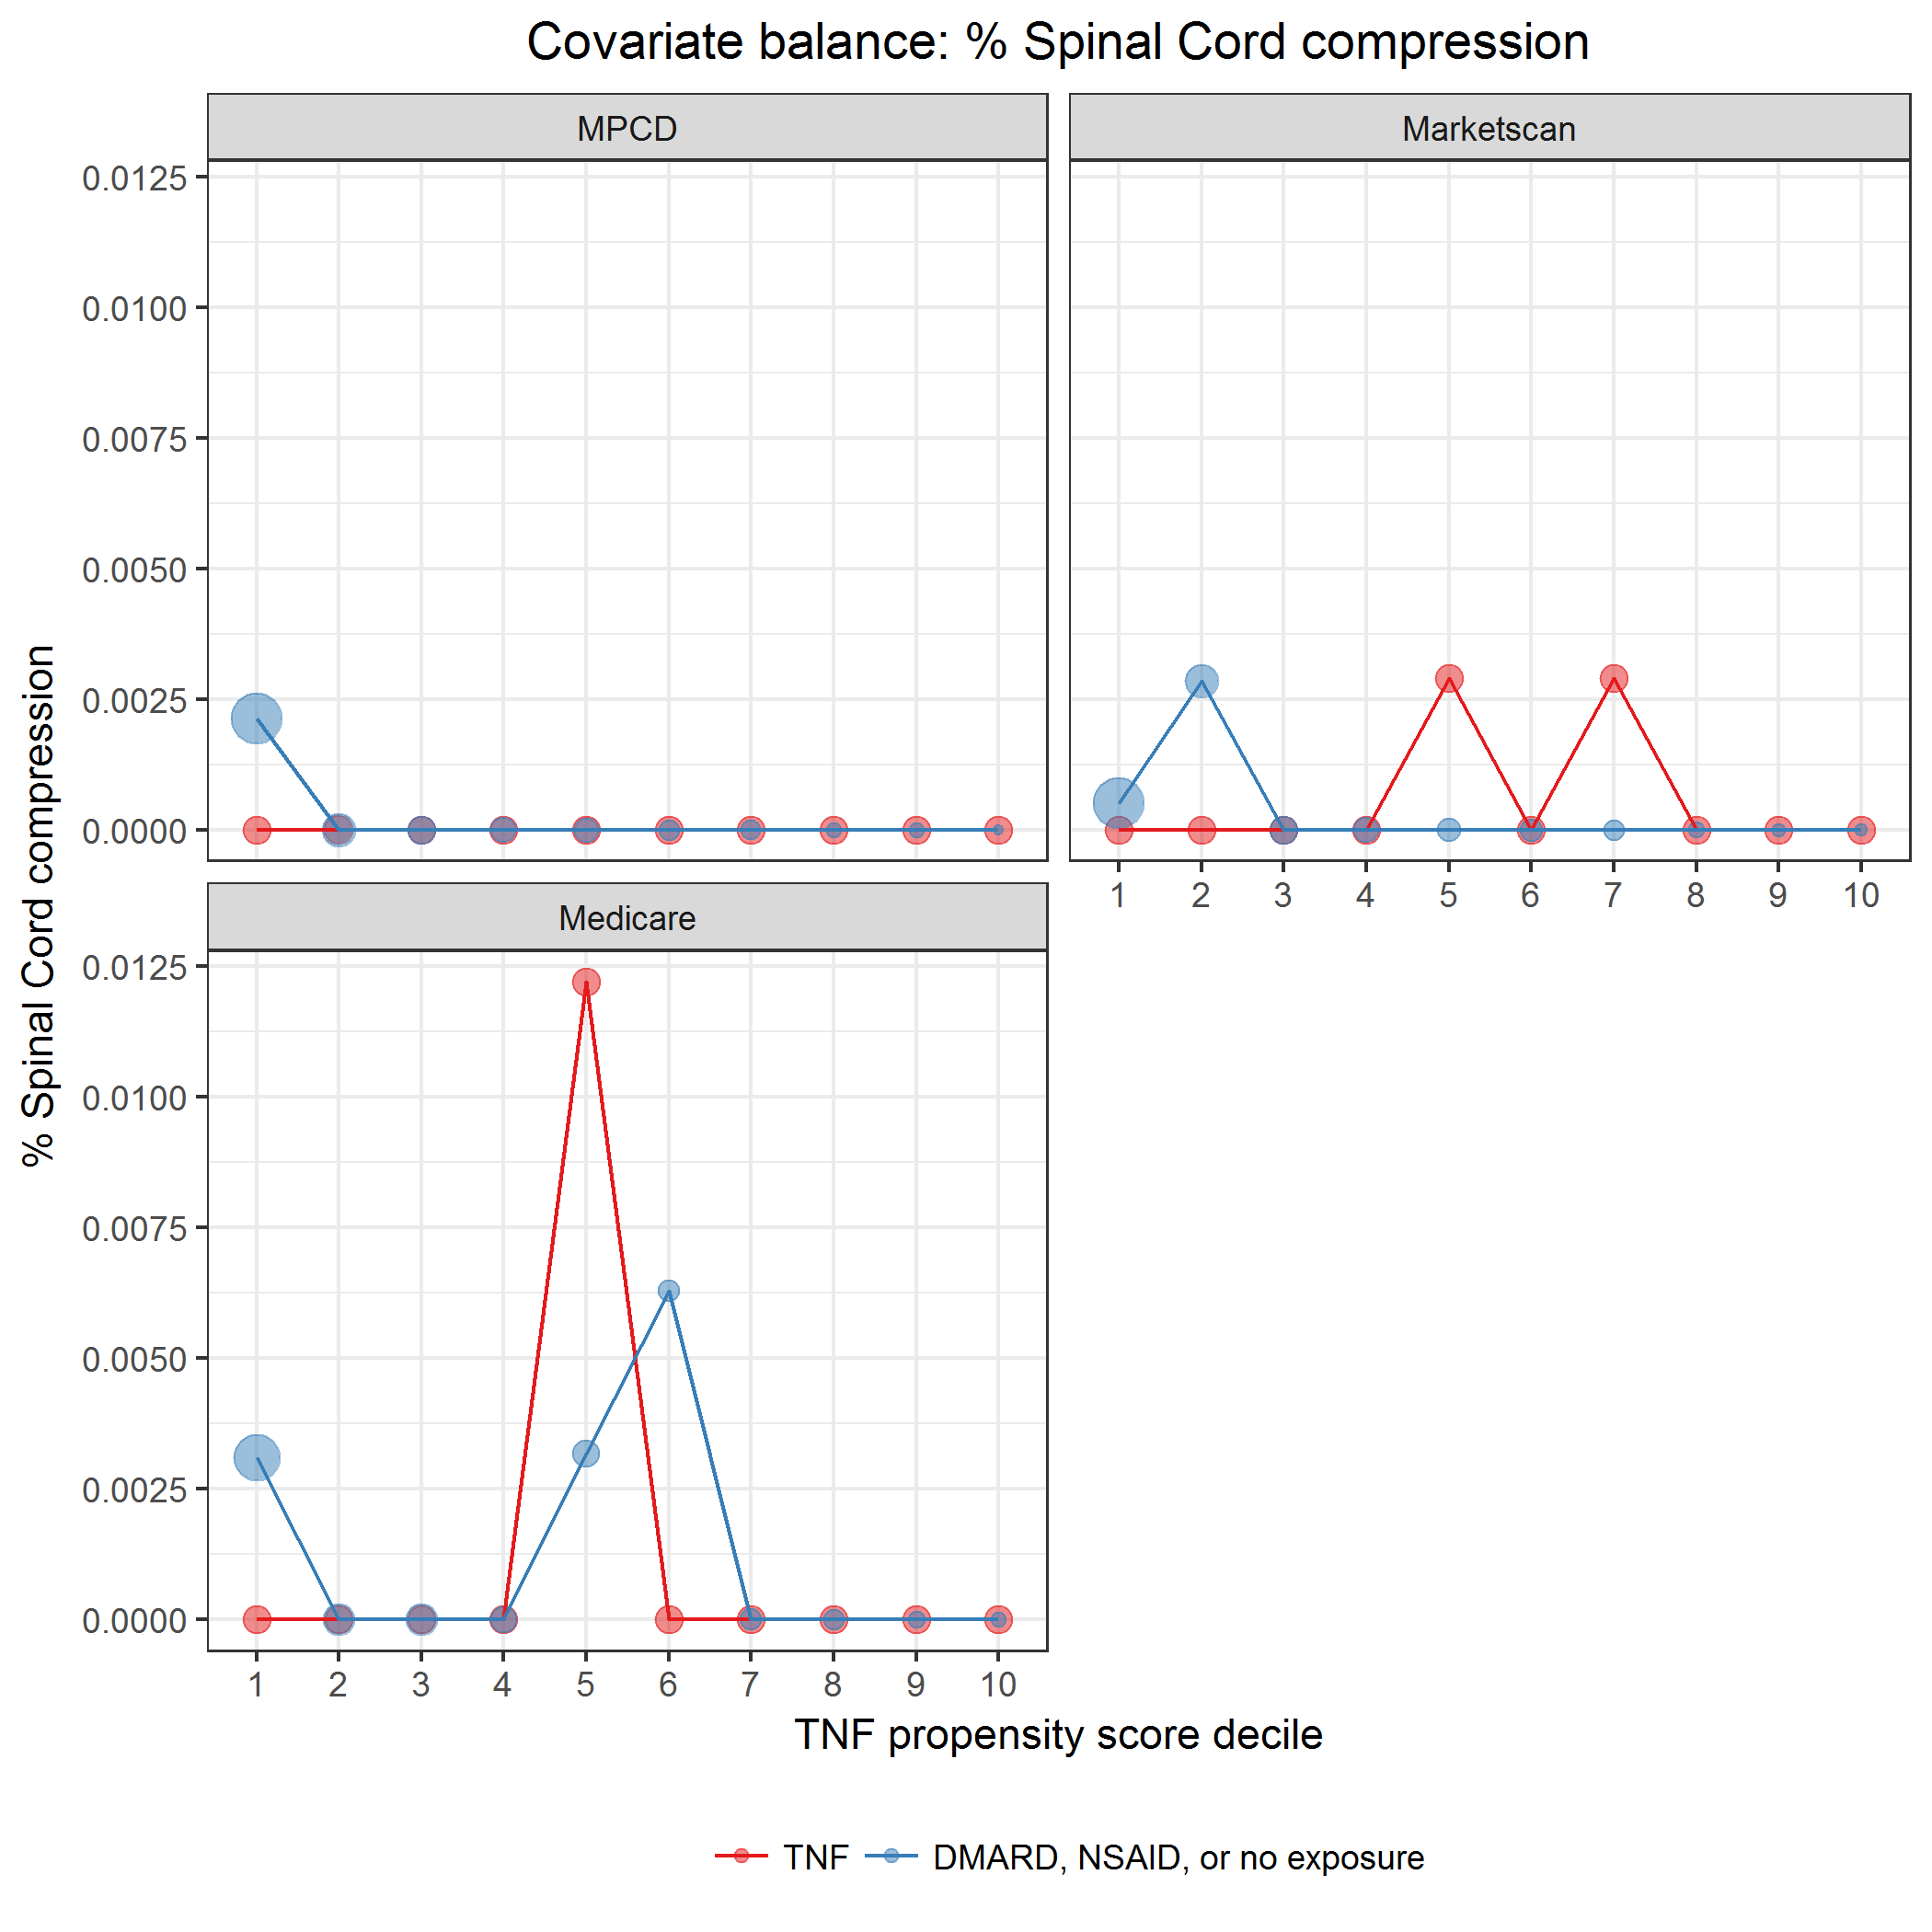 Covariate balance: % Spinal Cord compression
MPCD
Marketscan
0.0125
0.0100
0.0075
0.0050
0.0025
0.0000
1 2 3 4 5 6 7 8 9 10
Medicare
0.0125
0.0100
0.0075
0.0050
0.0025
0.0000
1 2 3 4 5 6 7 8 9 10
% Spinal Cord compression
TNF propensity score decile
TNF DMARD, NSAID, or no exposure